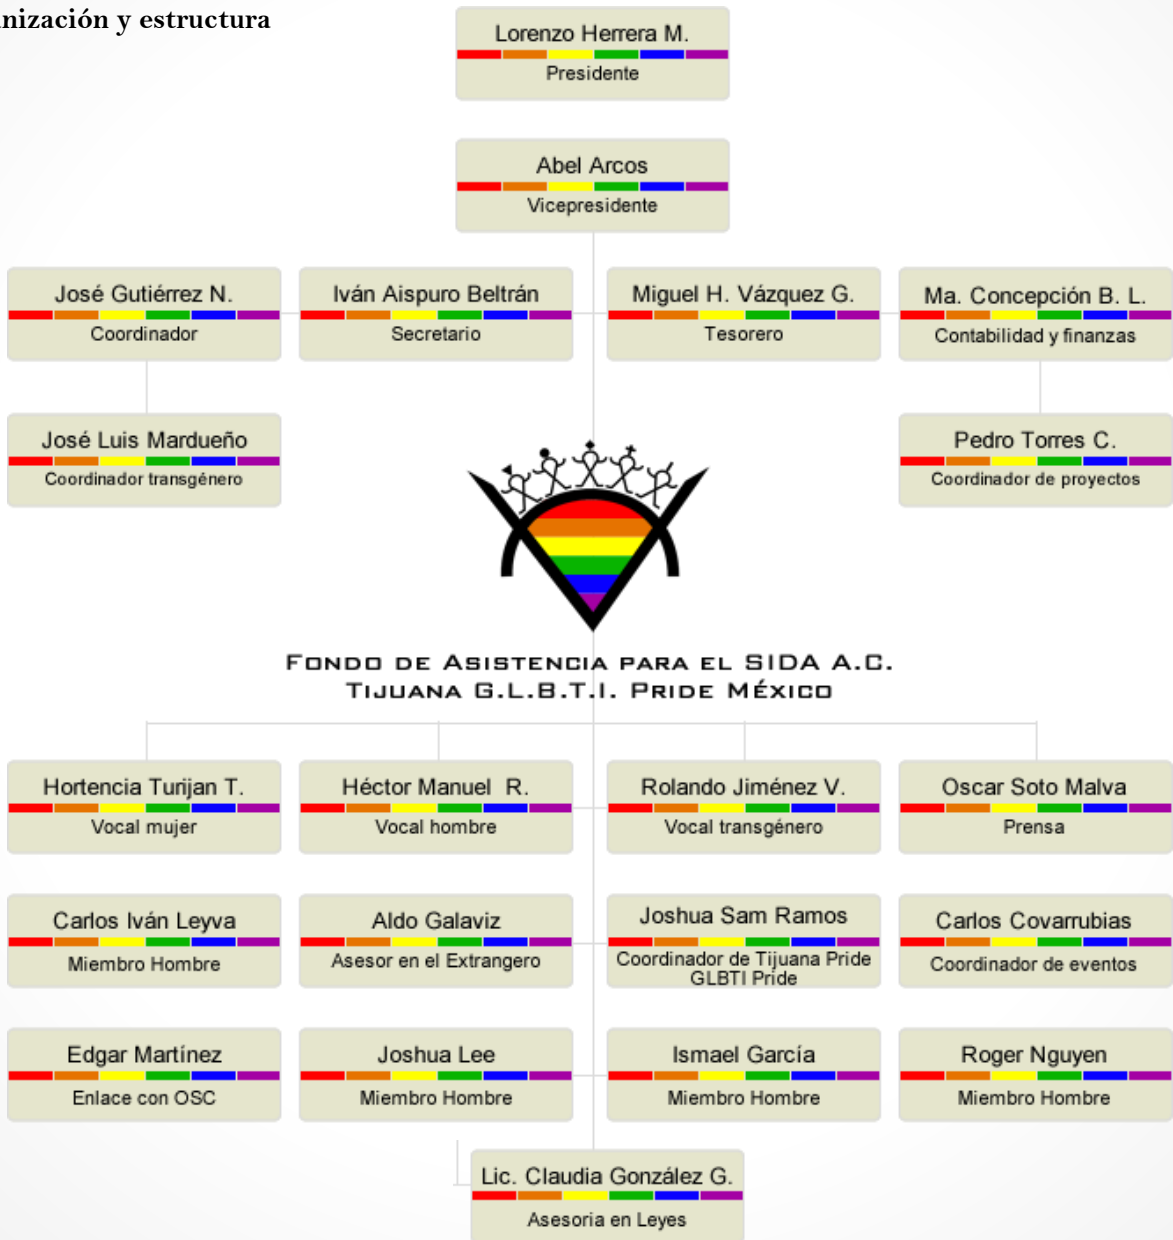 nización y estructura
Lorenzo Herrera M.
Presidente
Abel Arcos
Vicepresidente
José Gutiérrez N.
Coordinador
Iván Aispuro Beltrán
Secretario
Miguel H. Vázquez G.
Tesorero
Ma. Concepción B. L.
Contabilidad y finanzas
José Luis Mardueño
Coordinador transgénero
Pedro Torres C.
Coordinador de proyectos
Fondo de Asistencia para el SIDA A.C.
Tijuana G.L.B.T.I. Pride México
Hortencia Turijan T.
Vocal mujer
Héctor Manuel R.
Vocal hombre
Rolando Jiménez V.
Vocal transgénero
Oscar Soto Malva
Prensa
Carlos Iván Leyva
Miembro Hombre
Aldo Galaviz
Asesor en el Extrangero
Joshua Sam Ramos
Coordinador de Tijuana Pride
GLBTI Pride
Carlos Covarrubias
Coordinador de eventos
Edgar Martínez
Enlace con OSC
Joshua Lee
Miembro Hombre
Ismael García
Miembro Hombre
Roger Nguyen
Miembro Hombre
Lic. Claudia González G.
Asesoria en Leyes